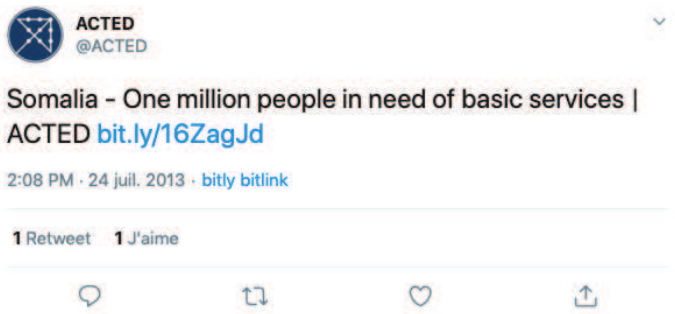 ACTED
@ACTED
Somalia - One million people in need of basic services |
ACTED bit.ly/16ZagJd
2:08 PM · 24 juil. 2013 · bitly bitlink
1 Retweet 1 J'aime